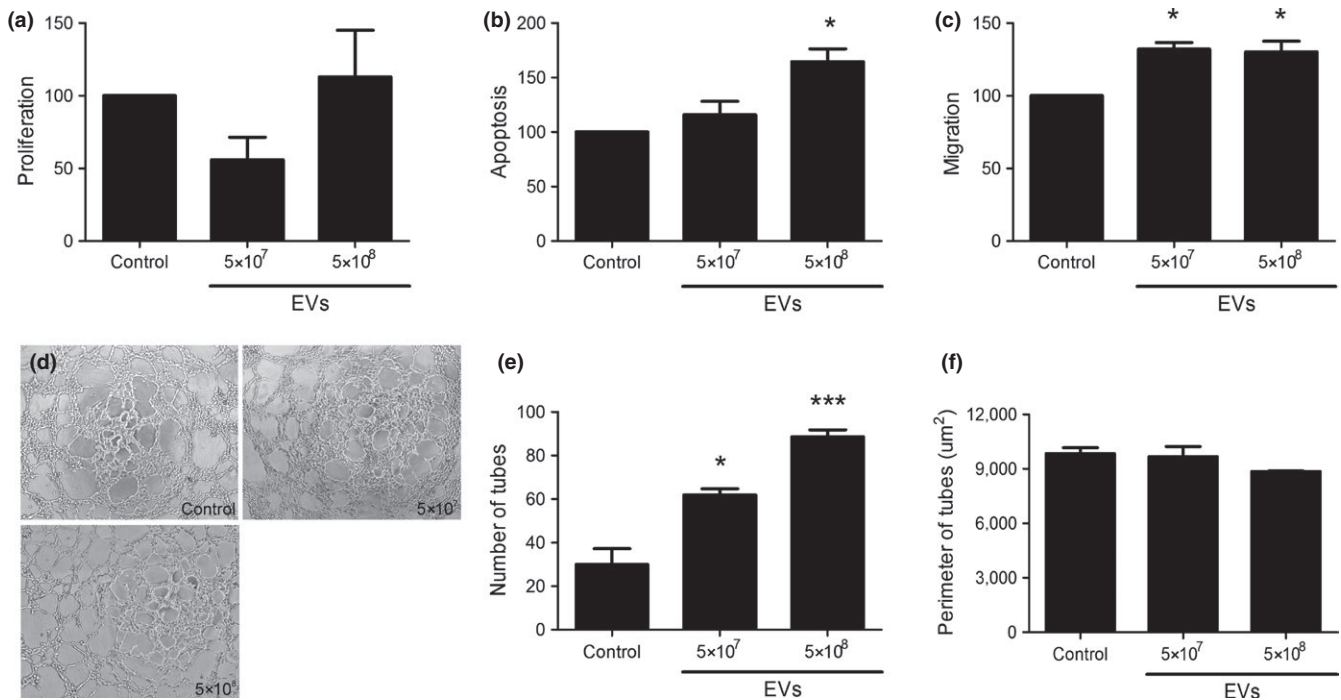 (a)
150
100
50
0
Proliferation
Control
5×10⁷
5×10⁸
EVs
(b)
200
150
100
50
0
Apoptosis
*
Control
5×10⁷
5×10⁸
EVs
(c)
150
100
50
0
Migration
*
*
Control
5×10⁷
5×10⁸
EVs
(d)
Control
5×10⁷
5×10⁸
(e)
100
80
60
40
20
0
Number of tubes
*
***
Control
5×10⁷
5×10⁸
EVs
(f)
12,000
9,000
6,000
3,000
0
Perimeter of tubes (um²)
Control
5×10⁷
5×10⁸
EVs